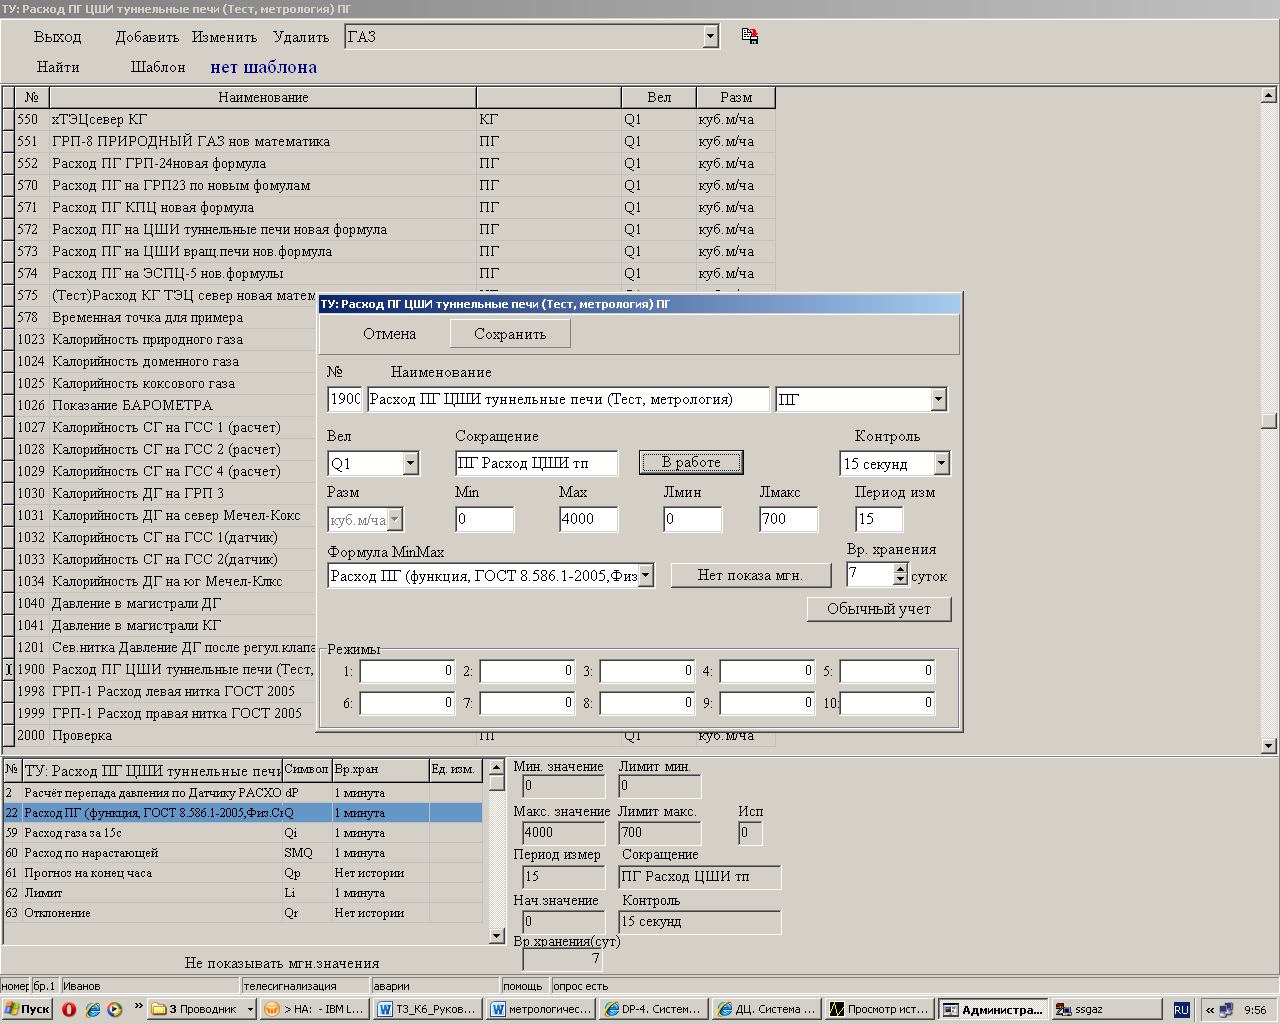 ТУ: Расход ПГ ЦШИ туннельные печи (Тест, метрология) ПГ
Выход Добавить Изменить Удалить ГАЗ
Найти Шаблон нет шаблона
№ Наименование Вел Разм
550 хТЭЦсевер КГ КГ Q1 куб.м/ча
551 ГРП-8 ПРИРОДНЫЙ ГАЗ нов математика ПГ Q1 куб.м/ча
552 Расход ПГ ГРП-24новая формула ПГ Q1 куб.м/ча
570 Расход ПГ на ГРП23 по новым фомулам ПГ Q1 куб.м/ча
571 Расход ПГ КПЦ новая формула ПГ Q1 куб.м/ча
572 Расход ПГ на ЦШИ туннельные печи новая формула ПГ Q1 куб.м/ча
573 Расход ПГ на ЦШИ вращ.печи нов.формула ПГ Q1 куб.м/ча
574 Расход ПГ на ЭСПЦ-5 нов.формулы ПГ Q1 куб.м/ча
575 (Тест)Расход КГ ТЭЦ север новая матем
578 Временная точка для примера
1023 Калорийность природного газа
1024 Калорийность доменного газа
1025 Калорийность коксового газа
1026 Показание БАРОМЕТРА
1027 Калорийность СГ на ГСС 1 (расчет)
1028 Калорийность СГ на ГСС 2 (расчет)
1029 Калорийность СГ на ГСС 4 (расчет)
1030 Калорийность ДГ на ГРП 3
1031 Калорийность ДГ на север Мечел-Кокс
1032 Калорийность СГ на ГСС 1(датчик)
1033 Калорийность СГ на ГСС 2(датчик)
1034 Калорийность ДГ на юг Мечел-Клкс
1040 Давление в магистрали ДГ
1041 Давление в магистрали КГ
1201 Сев.нитка Давление ДГ после регул.клапа
1900 Расход ПГ ЦШИ туннельные печи (Тест,
1998 ГРП-1 Расход левая нитка ГОСТ 2005
1999 ГРП-1 Расход правая нитка ГОСТ 2005
2000 Проверка ПГ Q1 куб.м/ча
ТУ: Расход ПГ ЦШИ туннельные печи (Тест, метрология) ПГ
Отмена Сохранить
№ Наименование
1900 Расход ПГ ЦШИ туннельные печи (Тест, метрология) ПГ
Вел Сокращение Контроль
Q1 ПГ Расход ЦШИ тп В работе 15 секунд
Разм Min Max Лмин Лмакс Период изм
куб.м/ча 0 4000 0 700 15
Формула MinMax Вр. хранения
Расход ПГ (функция, ГОСТ 8.586.1-2005,Физ Нет показа мгн. 7 суток
Обычный учет
Режимы
1: 0 2: 0 3: 0 4: 0 5: 0
6: 0 7: 0 8: 0 9: 0 10: 0
№ ТУ: Расход ПГ ЦШИ туннельные печи Символ Вр.хран Ед. изм.
2 Расчёт перепада давления по Датчику РАСХО dP 1 минута
22 Расход ПГ (функция, ГОСТ 8.586.1-2005,Физ.Св Q 1 минута
59 Расход газа за 15с Qi 1 минута
60 Расход по нарастающей SMQ 1 минута
61 Прогноз на конец часа Qp Нет истории
62 Лимит Li 1 минута
63 Отклонение Qr Нет истории
Не показывать мгн.значения
Мин. значение Лимит мин.
0 0
Макс. значение Лимит макс. Исп
4000 700 0
Период измер Сокращение
15 ПГ Расход ЦШИ тп
Нач.значение Контроль
0 15 секунд
Вр.хранения(сут)
7
номер бр.1 Иванов телесигнализация аварии помощь опрос есть
Пуск » 3 Проводник > НА: - IBM L... ТЗ_К6_Руков... метрологичес... DP-4. Систем... ДЦ. Система ... Просмотр ист... Администра... ssgaz RU « 9:56